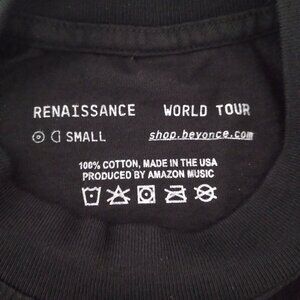 RENAISSANCE WORLD TOUR
SMALL shop.beyonce.com
100% COTTON, MADE IN THE USA
PRODUCED BY AMAZON MUSIC